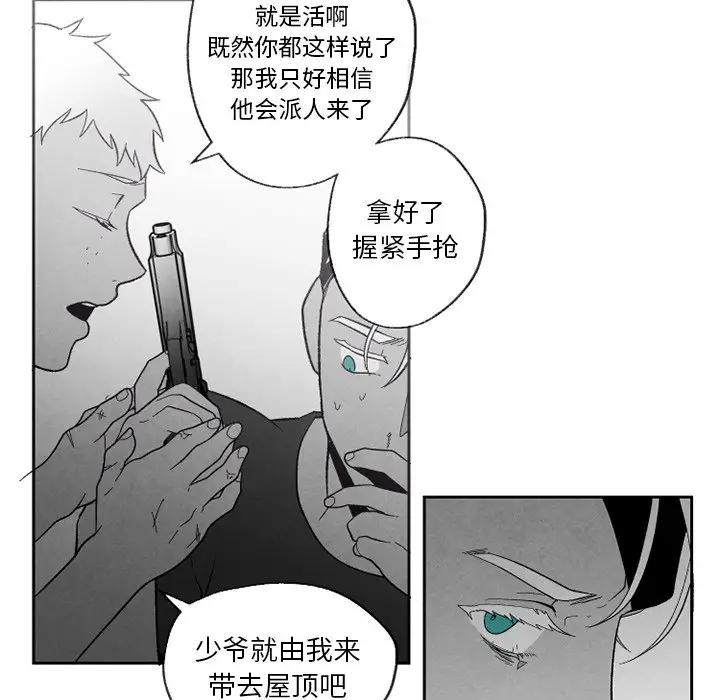 就是活啊
既然你都这样说了
那我只好相信
他会派人来了
拿好了
握紧手抢
少爷就由我来
带去屋顶吧